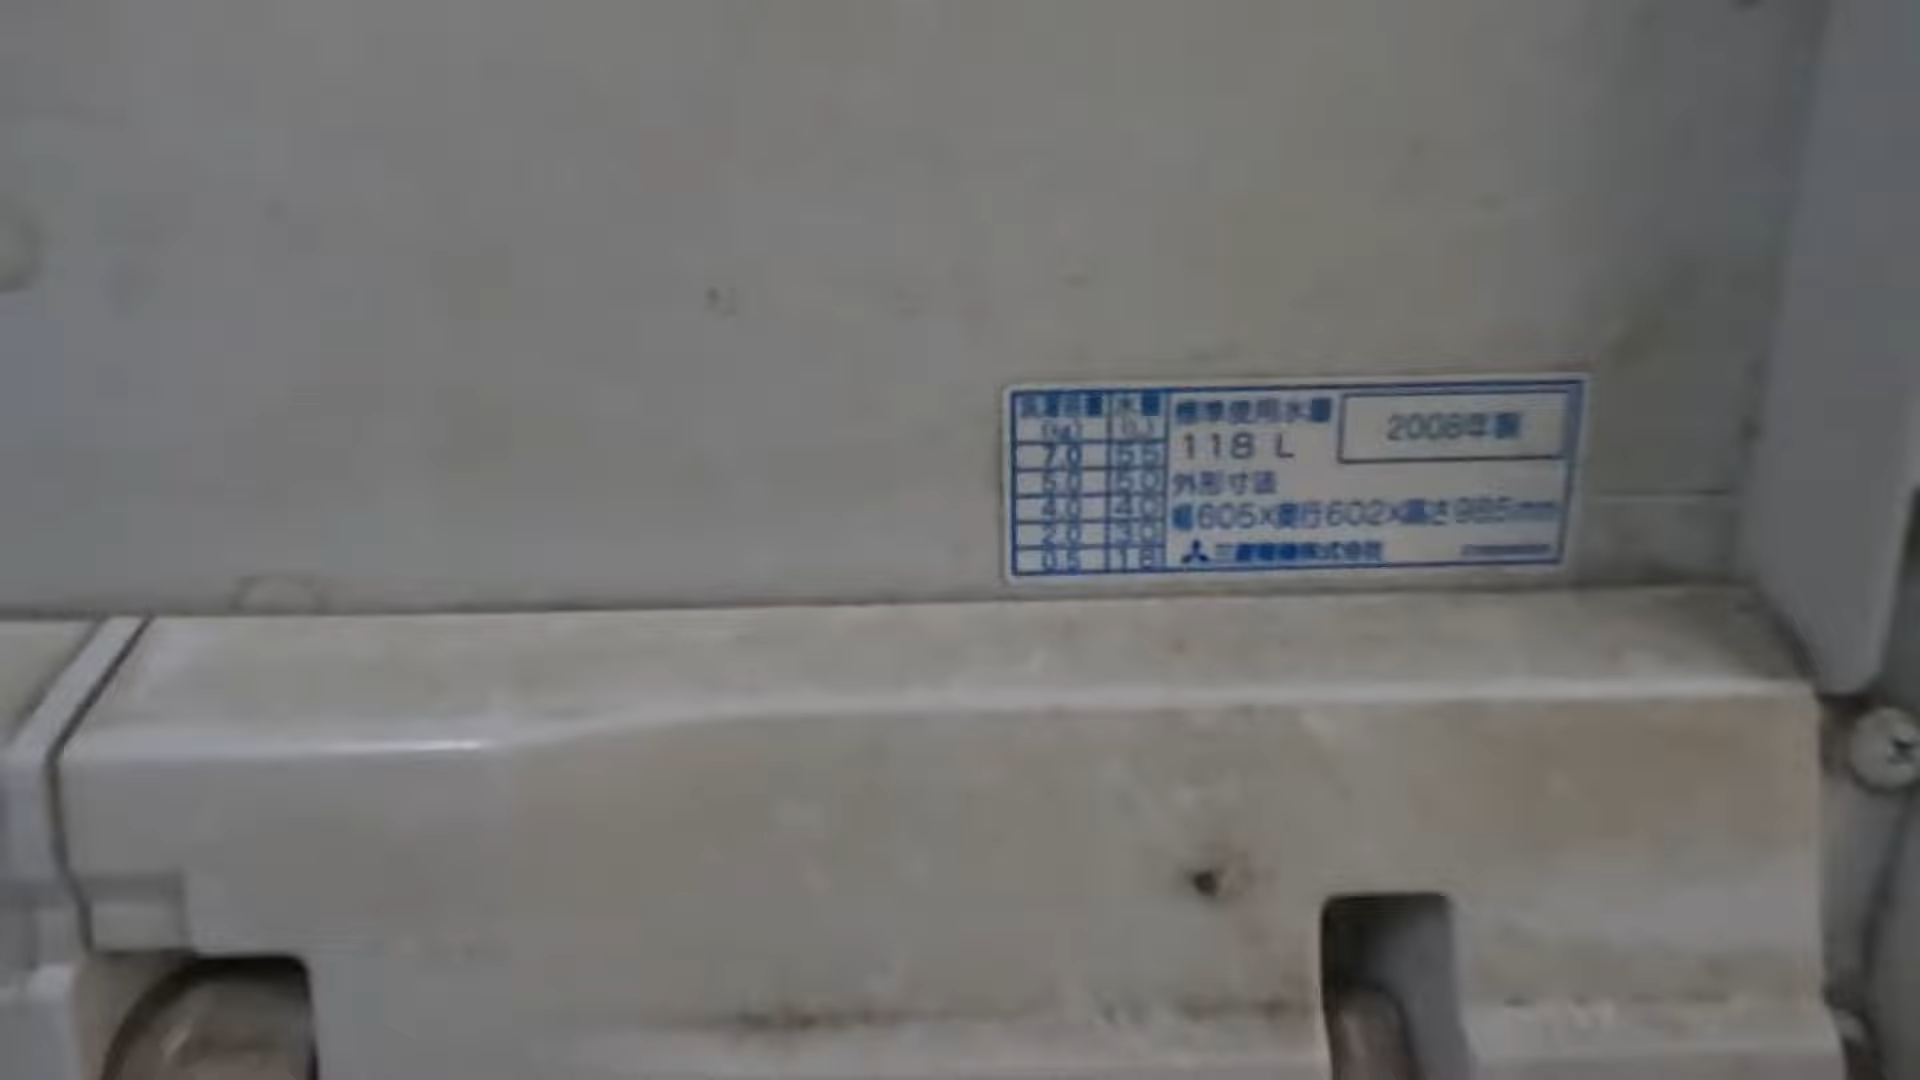 洗濯容量 水量
(kg) (L)
7.0 55
5.0 50
4.0 40
2.0 30
0.5 18
標準使用水量
118 L
2008年製
外形寸法
幅605×奥行602×高さ985mm
三菱電機株式会社